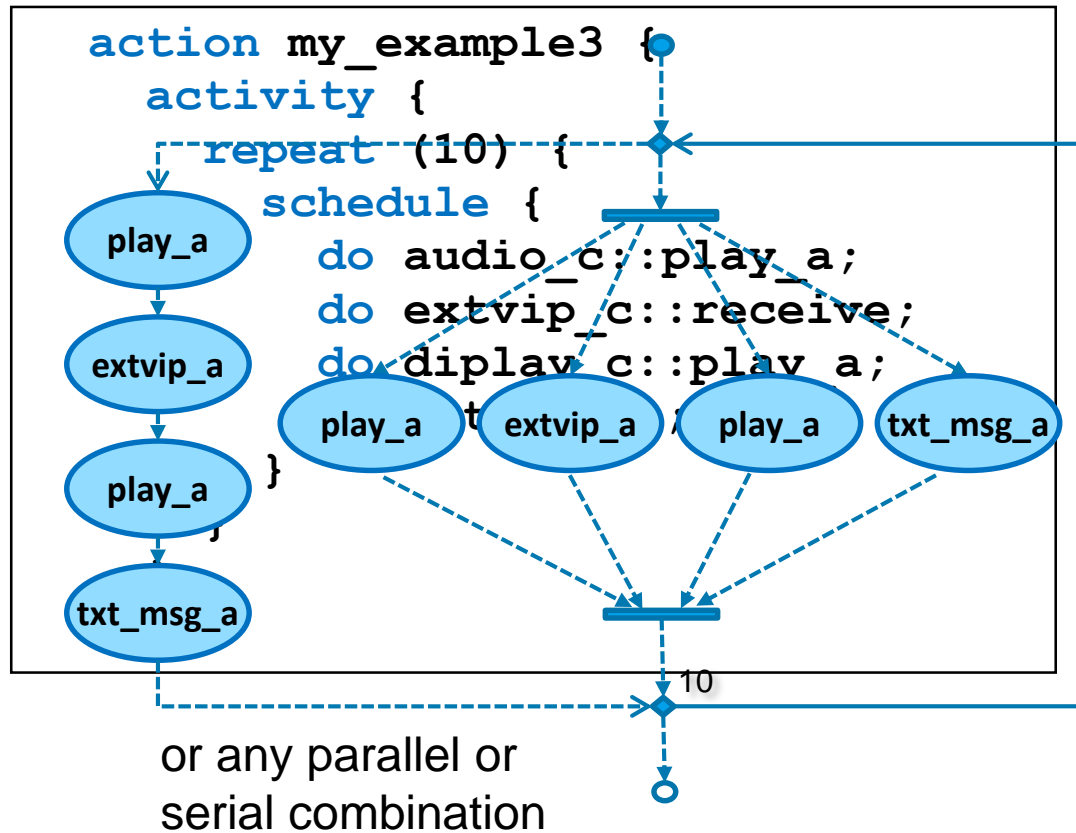 action my_example3 {
activity {
repeat (10) {
schedule {
do audio_c::play_a;
do extvip_c::receive;
do diplay_c::play_a;
;
}
}
play_a
extvip_a
play_a
txt_msg_a
play_a
extvip_a
play_a
txt_msg_a
10
or any parallel or
serial combination